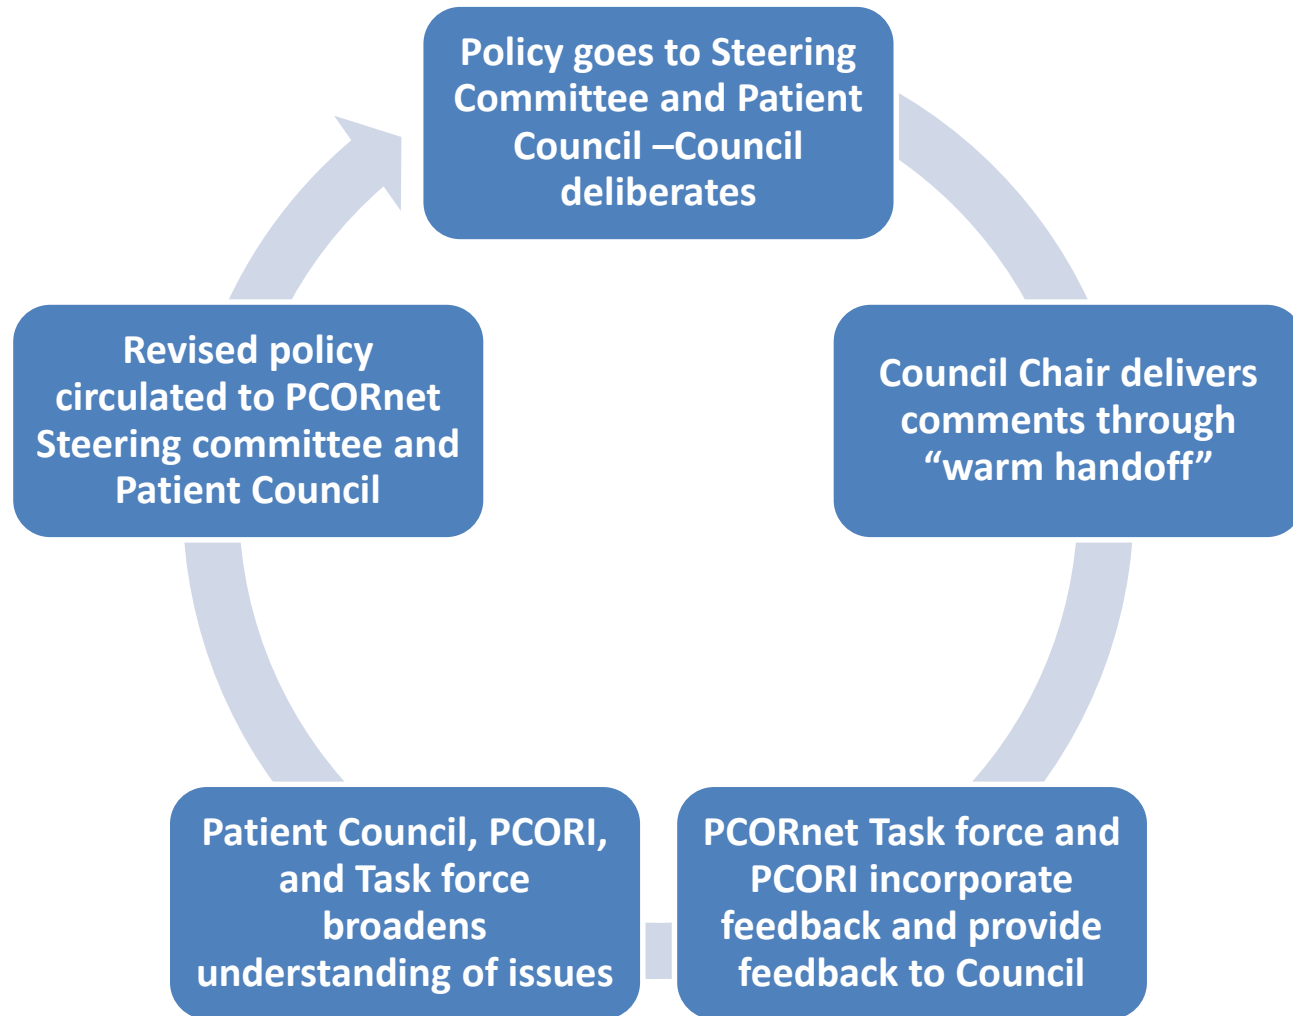 Policy goes to Steering
Committee and Patient
Council –Council
deliberates
Council Chair delivers
comments through
“warm handoff”
PCORnet Task force and
PCORI incorporate
feedback and provide
feedback to Council
Patient Council, PCORI,
and Task force
broadens
understanding of issues
Revised policy
circulated to PCORnet
Steering committee and
Patient Council